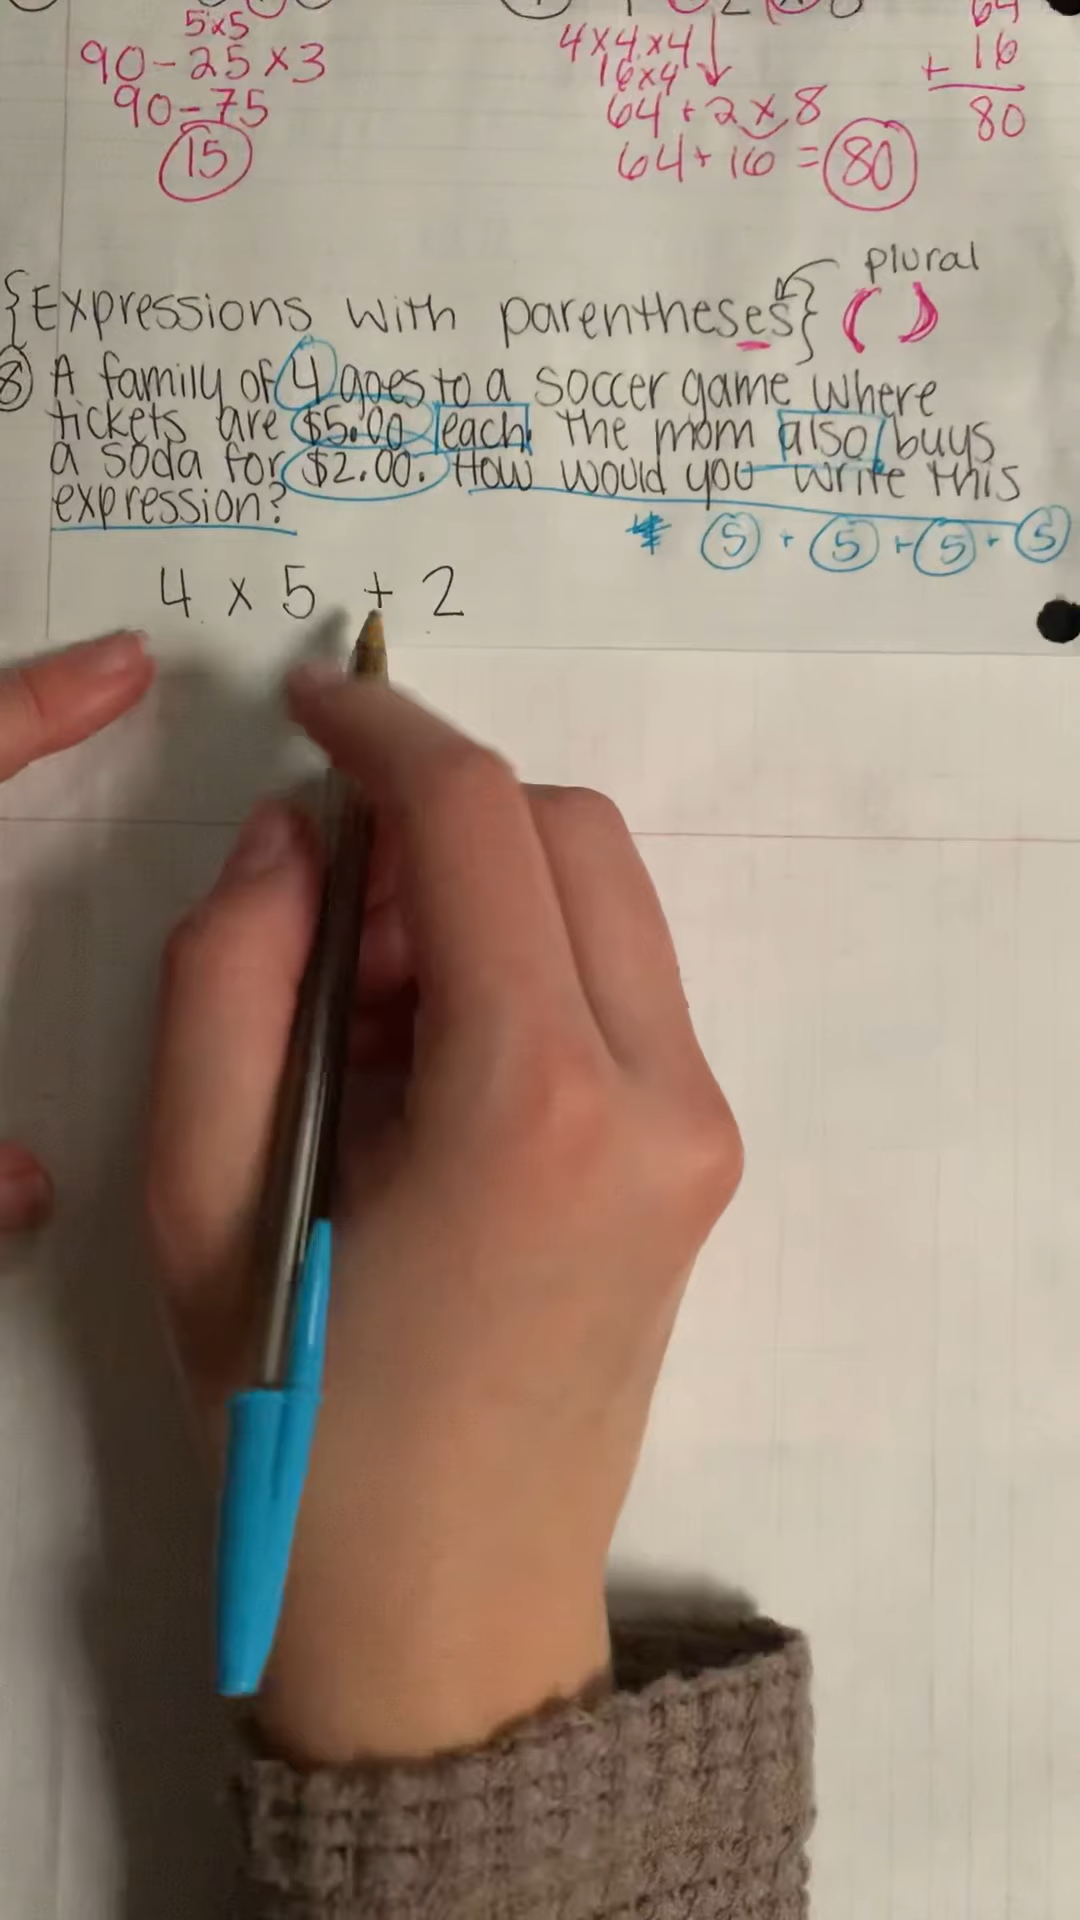 5x5
90-25x3
90-75
15
4x4x4
16x4
64+2x8
64+16=80
64
+ 16
80
plural
{Expressions with parentheses} ( )
8 A family of 4 goes to a soccer game where
tickets are $5.00 each. The mom also buys
a soda for $2.00. How would you write this
expression?
* 5 + 5 + 5 + 5
4 x 5 + 2